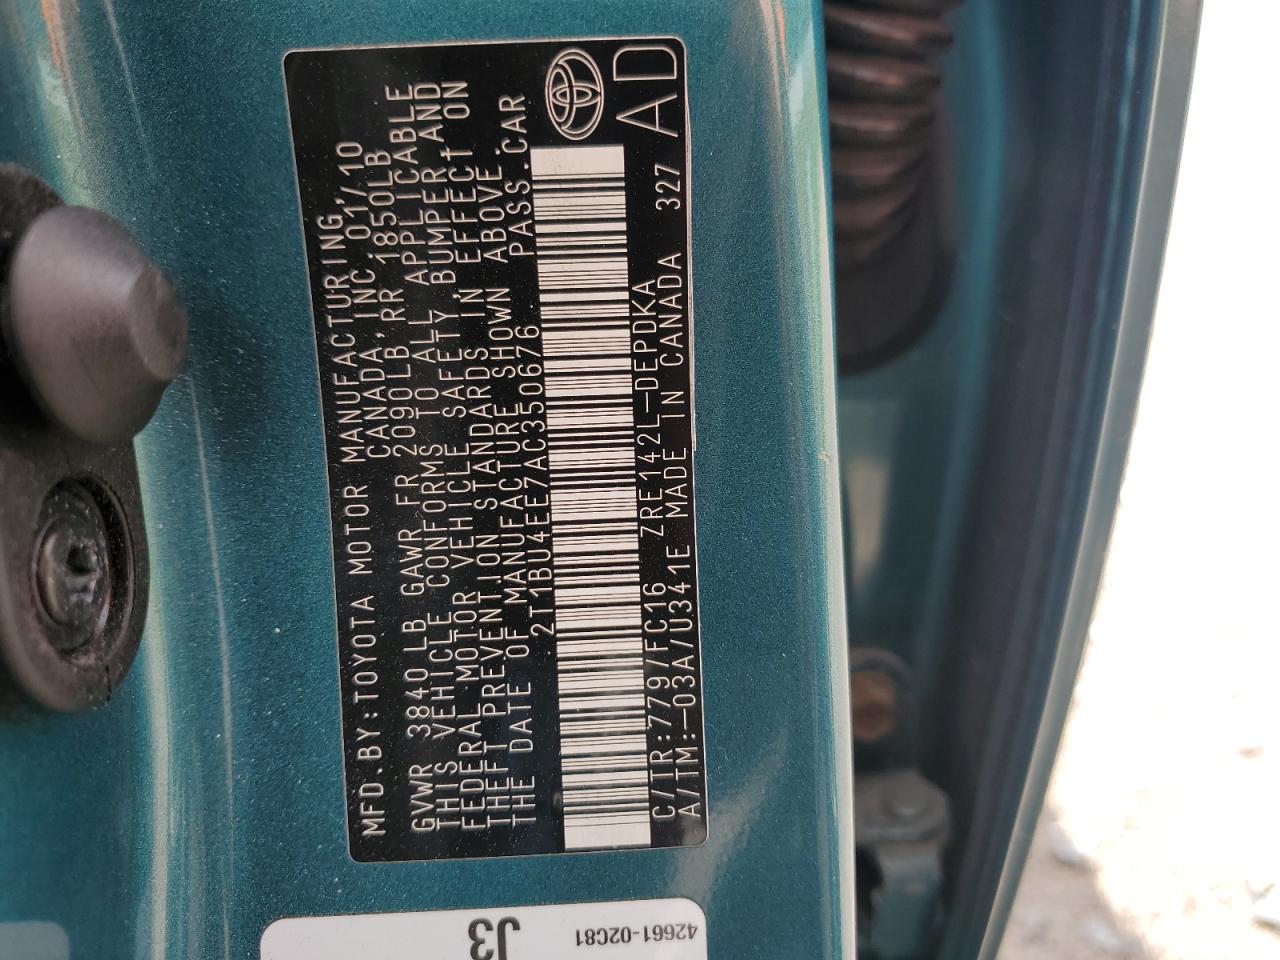 MFD.BY:TOYOTA MOTOR MANUFACTURING,
CANADA, INC. 01/10
GVWR 3840LB GAWR FR 2090LB RR 1850LB
THIS VEHICLE CONFORMS TO ALL APPLICABLE
FEDERAL MOTOR VEHICLE SAFETY,BUMPER,AND
THEFT PREVENTION STANDARDS IN EFFECT ON
THE DATE OF MANUFACTURE SHOWN ABOVE.
2T1BU4EE7AC350676 PASS.CAR
C/TR:779/FC16 ZRE142L-DEPDKA 327
A/TM:-03A/U341E MADE IN CANADA
AD
J3
42661-02C81